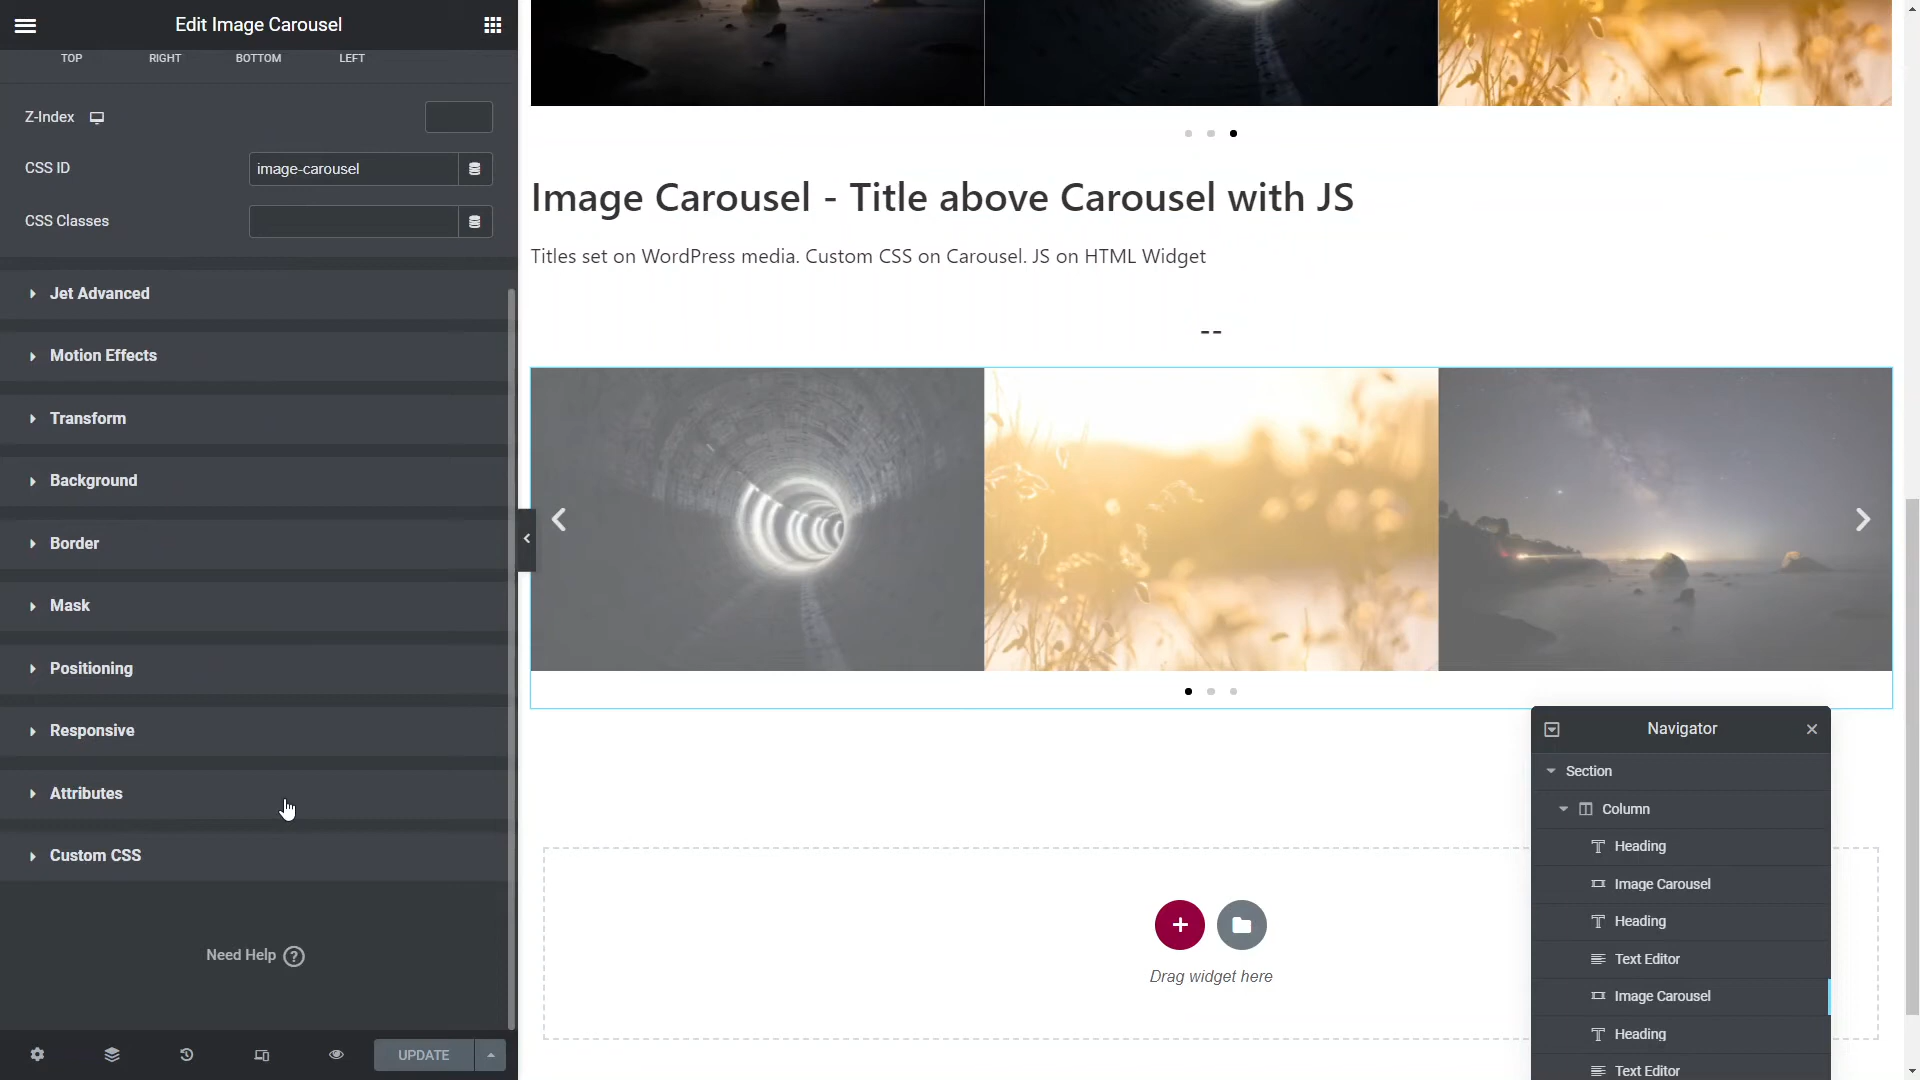 Edit Image Carousel
TOP RIGHT BOTTOM LEFT
Z-Index
CSS ID image-carousel
CSS Classes
Jet Advanced
Motion Effects
Transform
Background
Border
Mask
Positioning
Responsive
Attributes
Custom CSS
Need Help ?
UPDATE
Image Carousel - Title above Carousel with JS
Titles set on WordPress media. Custom CSS on Carousel. JS on HTML Widget
--
Drag widget here
Navigator
Section
Column
Heading
Image Carousel
Heading
Text Editor
Image Carousel
Heading
Text Editor